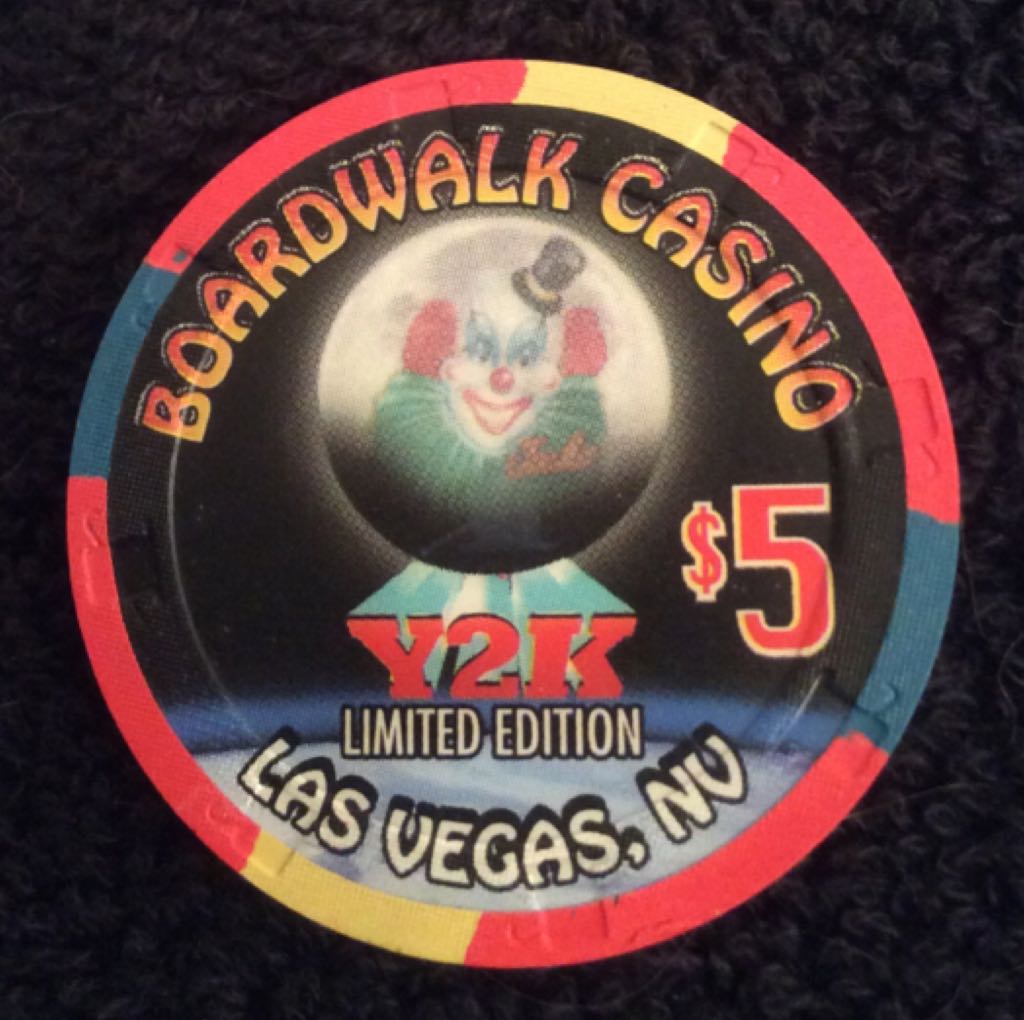 BOARDWALK CASINO
$5
Y2K
LIMITED EDITION
LAS VEGAS, NV